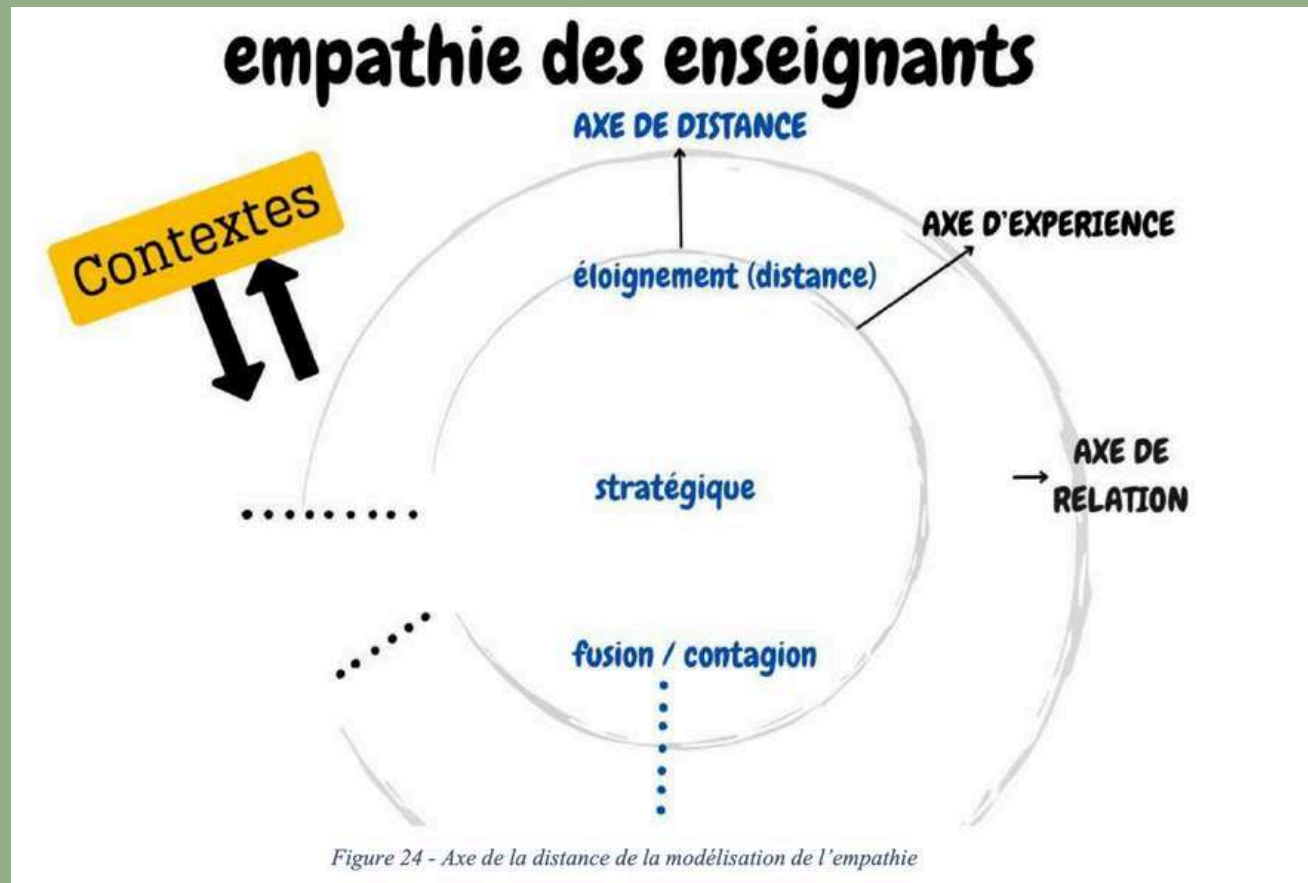 empathie des enseignants
AXE DE DISTANCE
Contextes
AXE D'EXPERIENCE
éloignement (distance)
AXE DE
RELATION
stratégique
fusion / contagion
Figure 24 - Axe de la distance de la modélisation de l'empathie